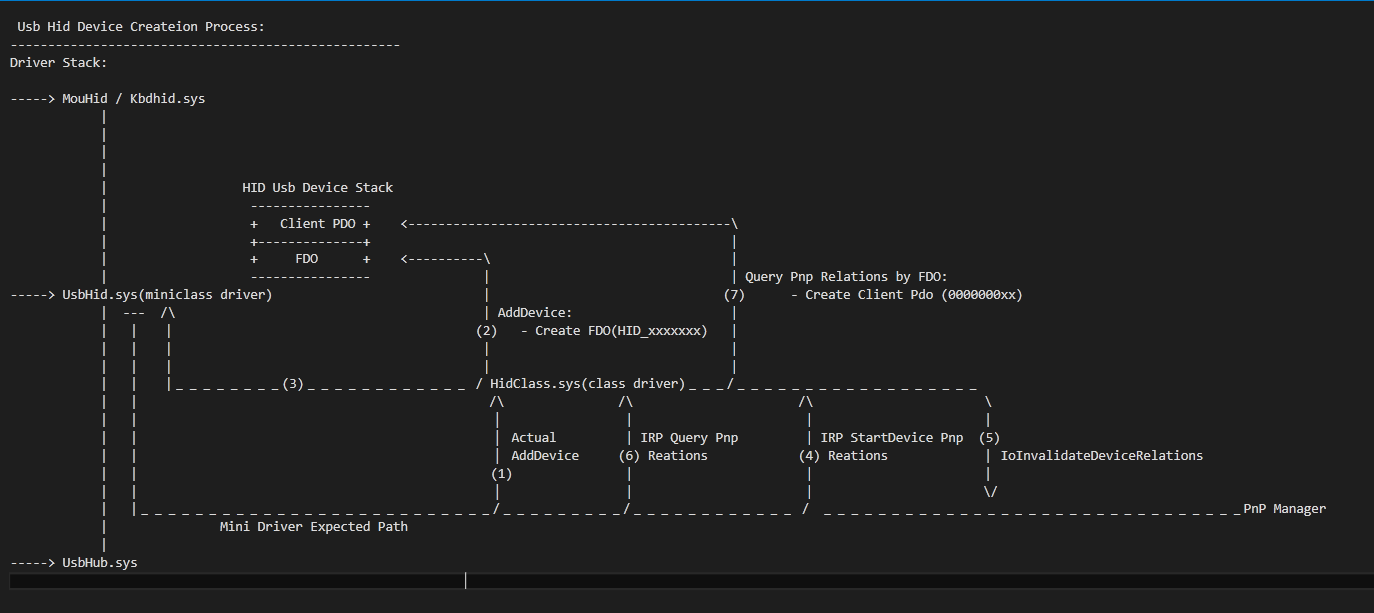 Usb Hid Device Createion Process:
Driver Stack:
-----> MouHid / Kbdhid.sys
HID Usb Device Stack
+ Client PDO + <-------------------------------------------\
+--------------+
+ FDO + <----------\
| Query Pnp Relations by FDO:
-----> UsbHid.sys(miniclass driver) (7) - Create Client Pdo (0000000xx)
| --- /\ | AddDevice:
(2) - Create FDO(HID_xxxxxxx)
|_ _ _ _ _ _ _ _(3)_ _ _ _ _ _ _ _ _ _ _ / HidClass.sys(class driver)_ _ _/_ _ _ _ _ _ _ _ _ _ _ _ _ _ _ _
/\ /\ /\ \
| Actual | IRP Query Pnp | IRP StartDevice Pnp (5)
| AddDevice (6) Reations (4) Reations | IoInvalidateDeviceRelations
(1)
\/
|_ _ _ _ _ _ _ _ _ _ _ _ _ _ _ _ _ _ _ _ _ _ _ _/_ _ _ _ _ _ _ _/_ _ _ _ _ _ _ _ _ _ _ / _ _ _ _ _ _ _ _ _ _ _ _ _ _ _ _ _ _ _ _ _ _ _ _ _ _ _ _PnP Manager
Mini Driver Expected Path
-----> UsbHub.sys